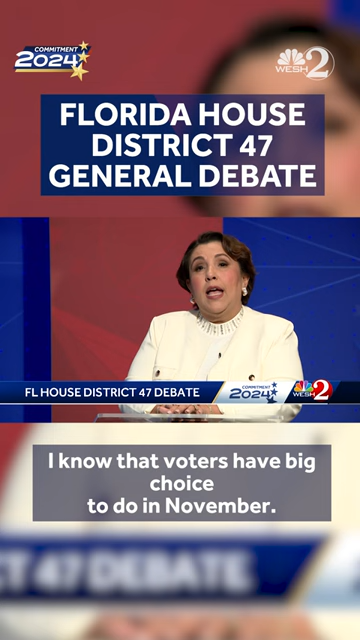 COMMITMENT
2024
WESH 2
FLORIDA HOUSE
DISTRICT 47
GENERAL DEBATE
FL HOUSE DISTRICT 47 DEBATE
COMMITMENT
2024
WESH 2
I know that voters have big
choice
to do in November.
T 47 DEBATE